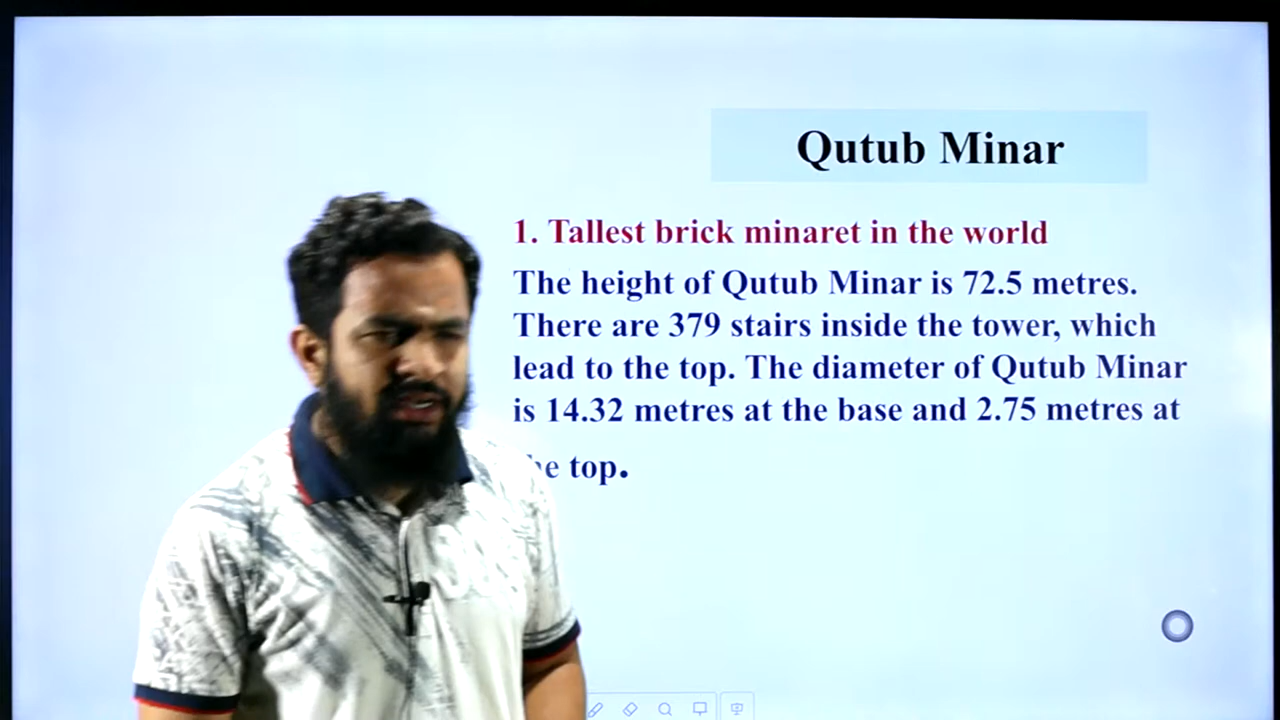 Qutub Minar
1. Tallest brick minaret in the world
The height of Qutub Minar is 72.5 metres.
There are 379 stairs inside the tower, which
lead to the top. The diameter of Qutub Minar
is 14.32 metres at the base and 2.75 metres at
top.